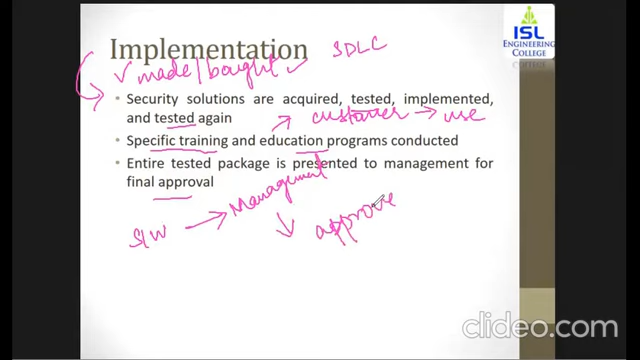 ISL
ENGINEERING
COLLEGE
Implementation
SDLC
✓ made/bought ✓
• Security solutions are acquired, tested, implemented,
and tested again
customer → use
• Specific training and education programs conducted
• Entire tested package is presented to management for
final approval
S/W → Management
↓ approve
clideo.com